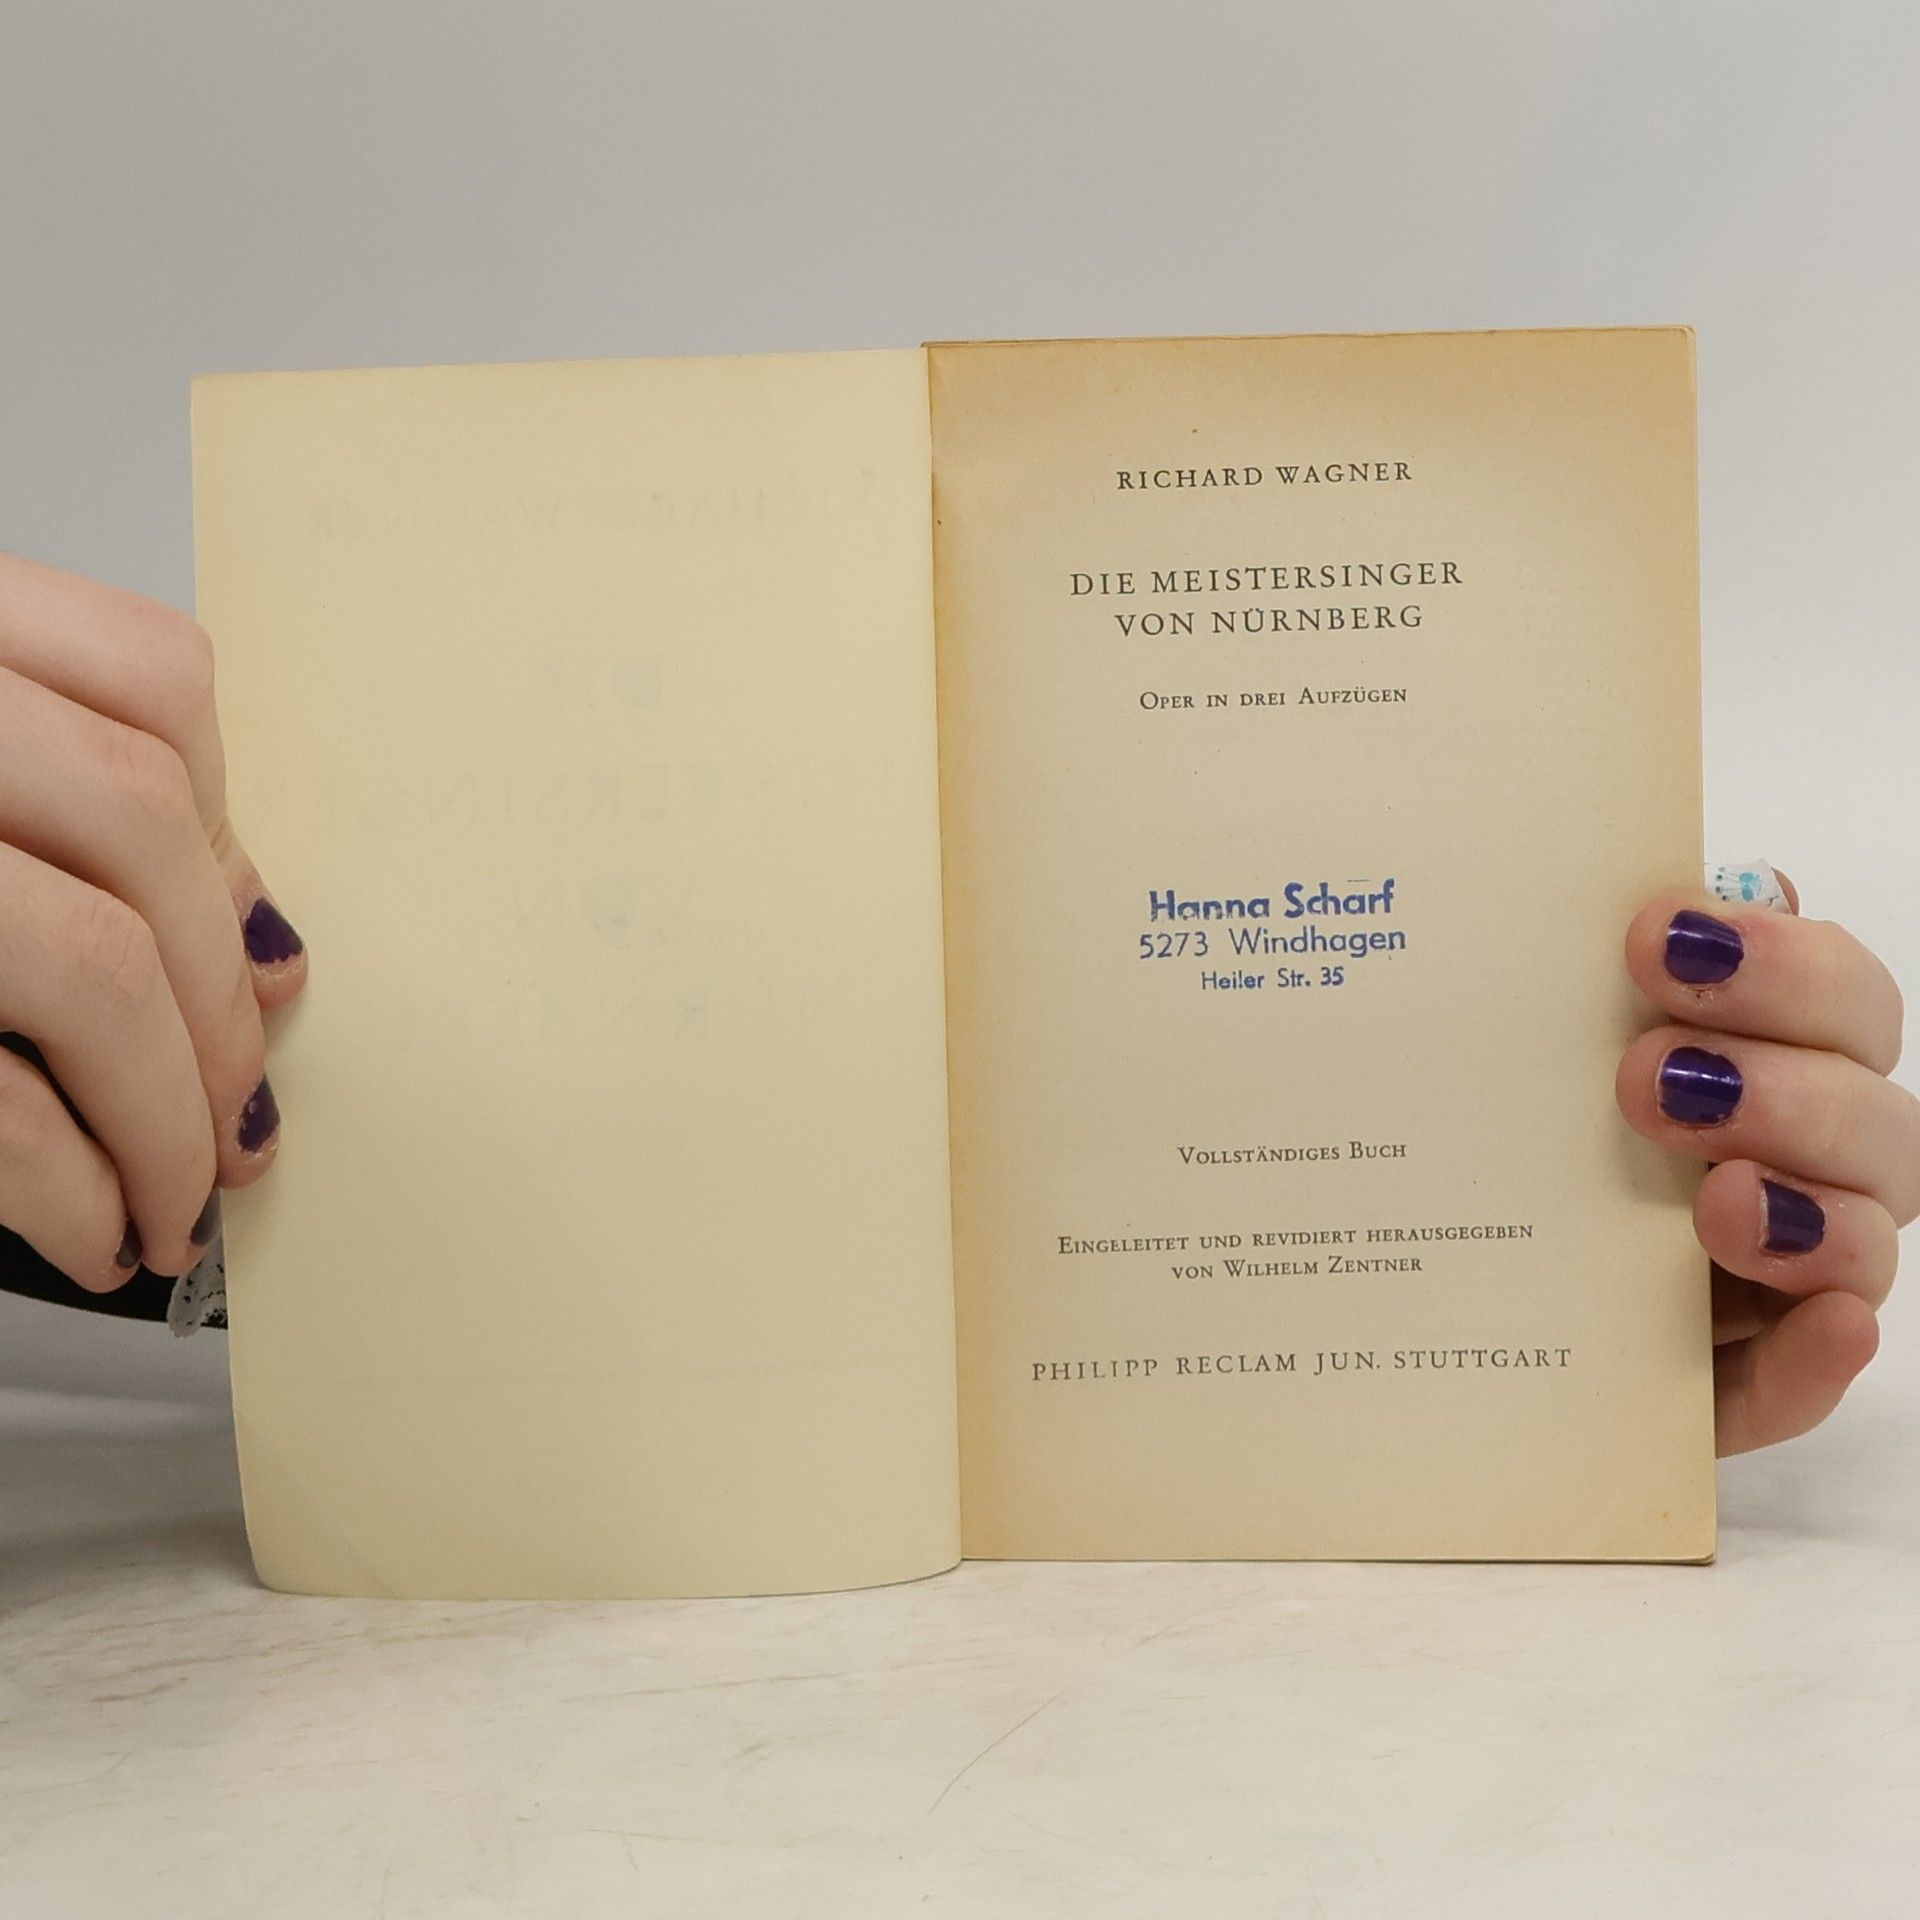 RICHARD WAGNER
DIE MEISTERSINGER
VON NÜRNBERG
OPER IN DREI AUFZÜGEN
Hanna Scharf
5273 Windhagen
Heiler Str. 35
VOLLSTÄNDIGES BUCH
EINGELEITET UND REVIDIERT HERAUSGEGEBEN
VON WILHELM ZENTNER
PHILIPP RECLAM JUN. STUTTGART